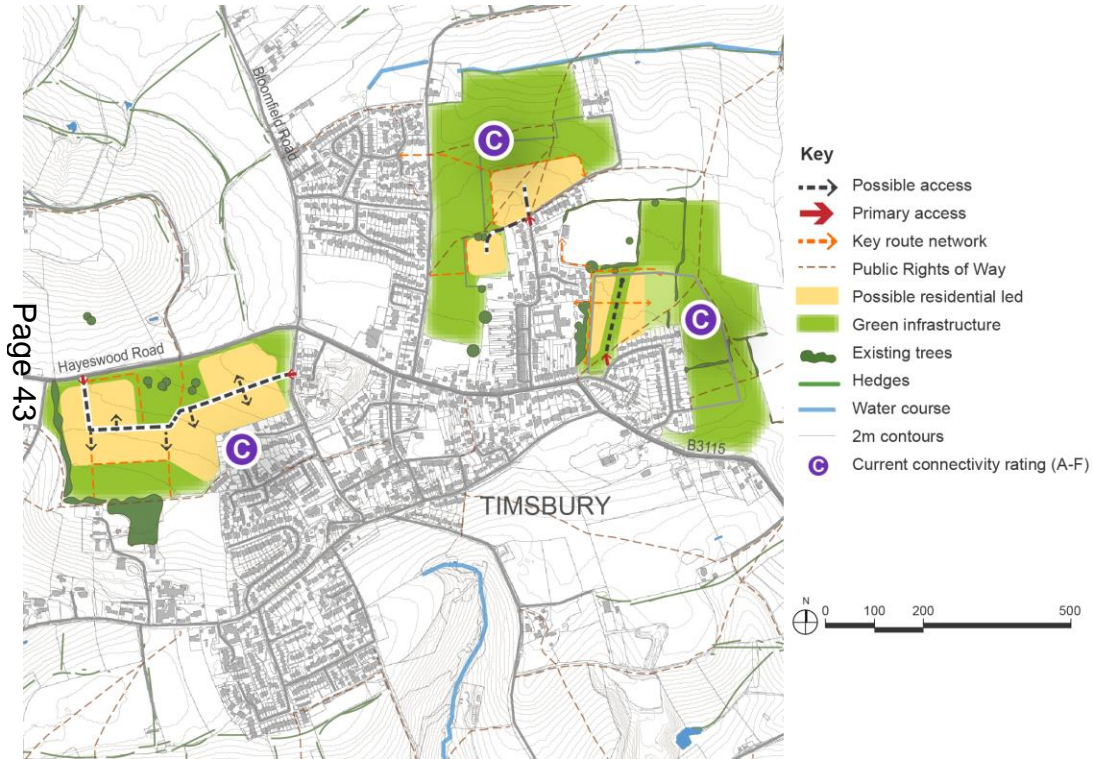 Page 43
Bloomfield Road
Hayeswood Road
C
C
C
B3115
TIMSBURY
Key
Possible access
Primary access
Key route network
Public Rights of Way
Possible residential led
Green infrastructure
Existing trees
Hedges
Water course
2m contours
C Current connectivity rating (A-F)
N 0 100 200 500